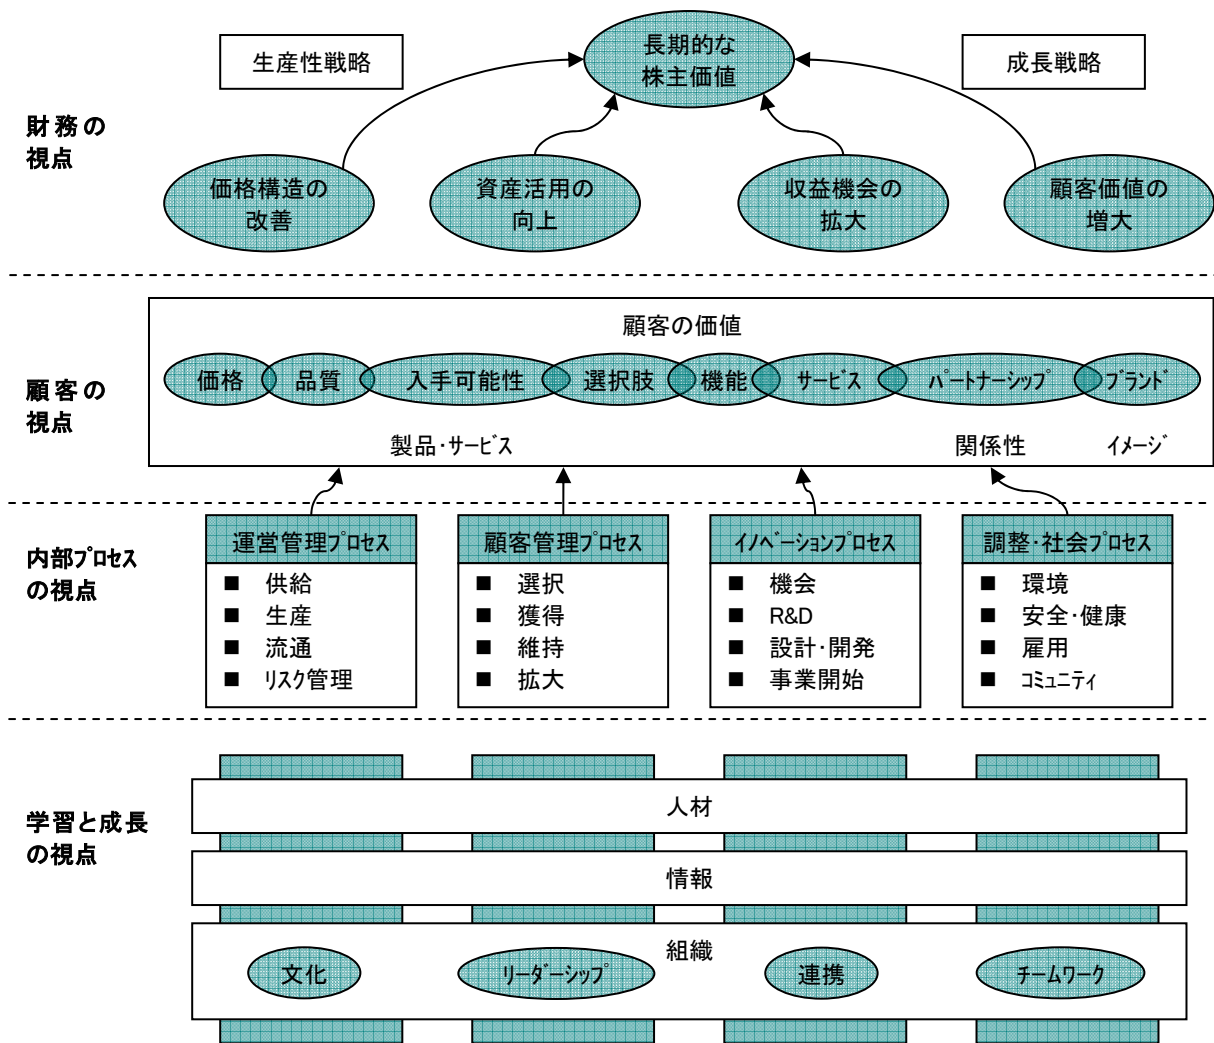 生産性戦略
長期的な
株主価値
成長戦略
財務の
視点
価格構造の
改善
資産活用の
向上
収益機会の
拡大
顧客価値の
増大
顧客の価値
顧客の
視点
価格
品質
入手可能性
選択肢
機能
サービス
パートナーシップ
ブランド
製品・サービス
関係性
イメージ
内部プロセス
の視点
運営管理プロセス
■ 供給
■ 生産
■ 流通
■ リスク管理
顧客管理プロセス
■ 選択
■ 獲得
■ 維持
■ 拡大
イノベーションプロセス
■ 機会
■ R&D
■ 設計・開発
■ 事業開始
調整・社会プロセス
■ 環境
■ 安全・健康
■ 雇用
■ コミュニティ
学習と成長
の視点
人材
情報
組織
文化
リーダーシップ
連携
チームワーク